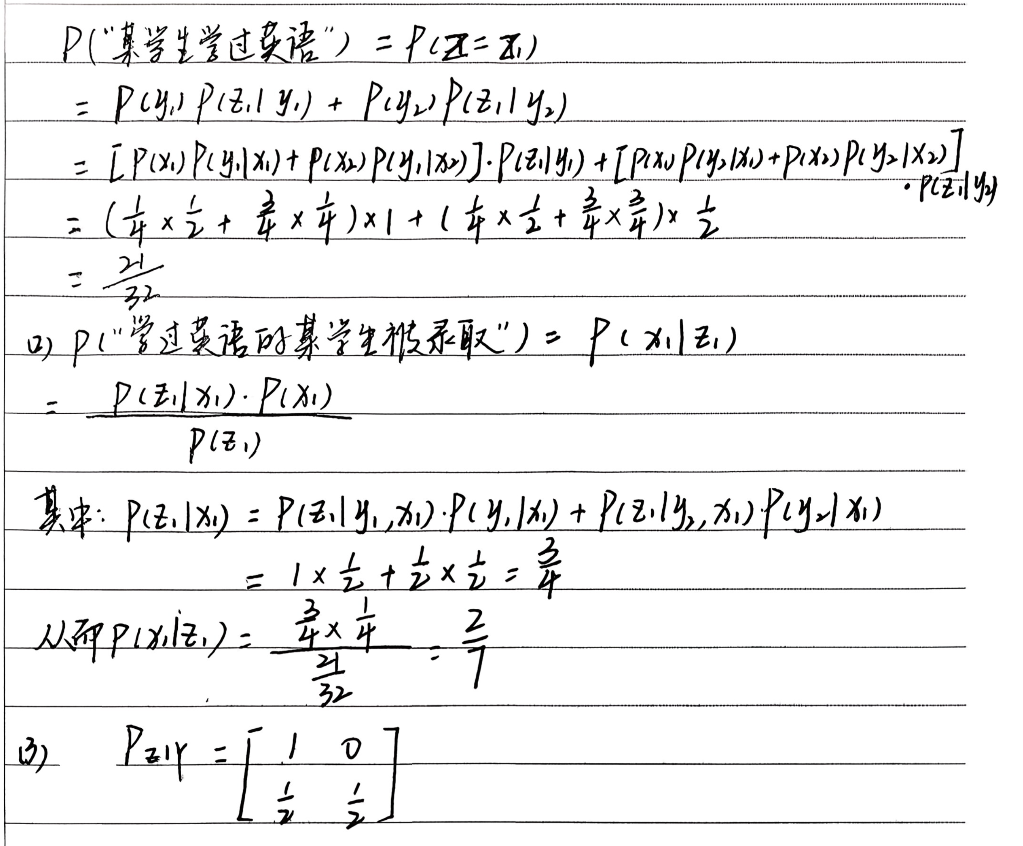 P("某学生学过英语") = P(Z=Z₁)
= P(y₁)P(z₁|y₁) + P(y₂)P(z₁|y₂)
= [P(x₁)P(y₁|x₁)+P(x₂)P(y₁|x₂)]·P(z₁|y₁)+[P(x₁)P(y₂|x₁)+P(x₂)P(y₂|x₂)]
·P(z₁|y₂)
= (1/4 × 1/2 + 3/4 × 1/4)×1 + (1/4 × 1/2 + 3/4 × 3/4)× 1/2
= 21/32
(2) P("学过英语的某学生被录取") = P(x₁|z₁)
= P(z₁|x₁)·P(x₁) / P(z₁)
其中: P(z₁|x₁) = P(z₁|y₁,x₁)·P(y₁|x₁) + P(z₁|y₂,x₁)·P(y₂|x₁)
= 1×1/2 + 1/2×1/2 = 3/4
从而P(x₁|z₁) = (3/4 × 1/4) / (21/32) = 2/7
(3) P_{Z|Y} = [1 0
1/2 1/2]